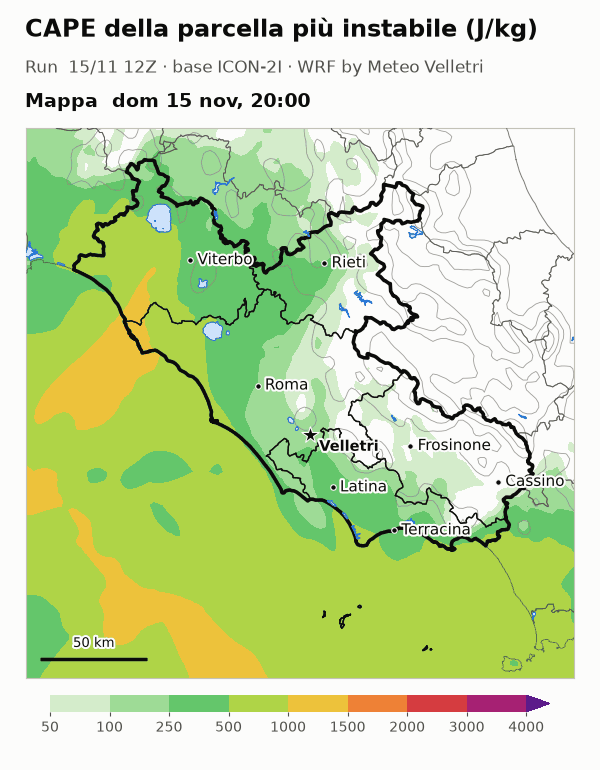 CAPE della parcella più instabile (J/kg)
Run  15/11 12Z · base ICON-2I · WRF by Meteo Velletri
Mappa  dom 15 nov, 20:00
Viterbo
Rieti
Roma
Velletri
Frosinone
Cassino
Latina
Terracina
50 km
50 100 250 500 1000 1500 2000 3000 4000